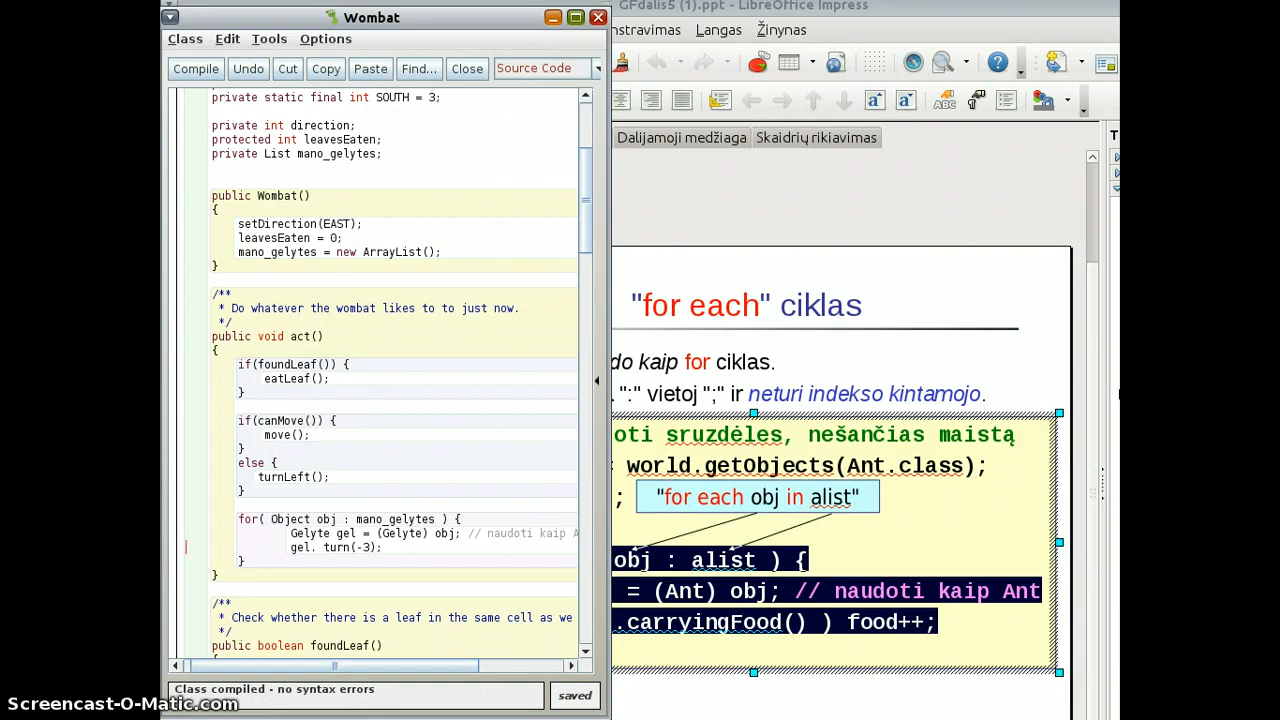 Wombat
Class Edit Tools Options
Compile Undo Cut Copy Paste Find... Close Source Code
private static final int SOUTH = 3;
private int direction;
protected int leavesEaten;
private List mano_gelytes;
public Wombat()
{
setDirection(EAST);
leavesEaten = 0;
mano_gelytes = new ArrayList();
}
/**
* Do whatever the wombat likes to to just now.
*/
public void act()
{
if(foundLeaf()) {
eatLeaf();
}
if(canMove()) {
move();
}
else {
turnLeft();
}
for( Object obj : mano_gelytes ) {
Gelyte gel = (Gelyte) obj; // naudoti kaip A
gel. turn(-3);
}
}
/**
* Check whether there is a leaf in the same cell as we
*/
public boolean foundLeaf()
Class compiled - no syntax errors
saved
GFdalis5 (1).ppt - LibreOffice Impress
nstravimas Langas Žinynas
Dalijamoji medžiaga Skaidrių rikiavimas
"for each" ciklas
do kaip for ciklas.
":" vietoj ";" ir neturi indekso kintamojo.
oti sruzdėles, nešančias maistą
= world.getObjects(Ant.class);
; "for each obj in alist"
obj : alist ) {
= (Ant) obj; // naudoti kaip Ant
.carryingFood() ) food++;
Screencast-O-Matic.com